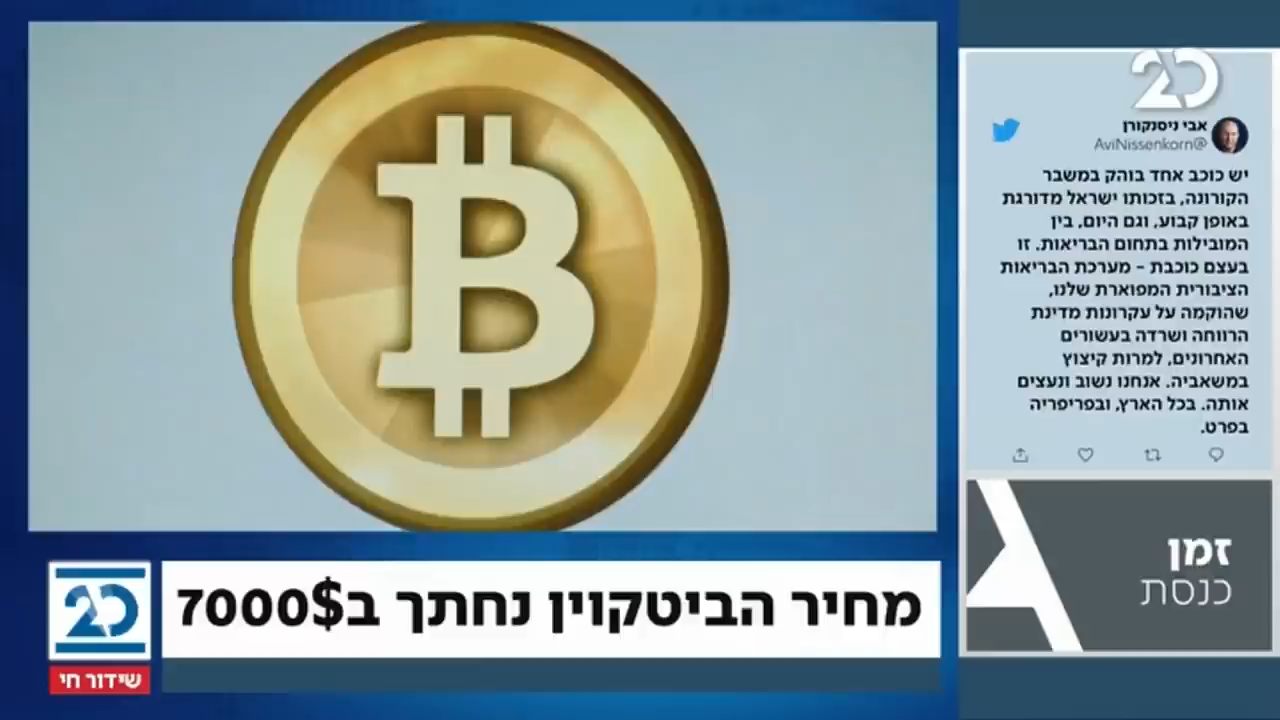 20
אבי ניסנקורן
@AviNissenkorn
יש כוכב אחד בוהק במשבר
הקורונה, בזכותו ישראל מדורגת
באופן קבוע, וגם היום, בין
המובילות בתחום הבריאות. זו
בעצם כוכבת - מערכת הבריאות
הציבורית המפוארת שלנו,
שהוקמה על עקרונות מדינת
הרווחה ושרדה בעשורים
האחרונים, למרות קיצוץ
במשאביה. אנחנו נשוב ונעצים
אותה. בכל הארץ, ובפריפריה
בפרט.
זמן
כנסת
מחיר הביטקוין נחתך ב$7000
20
שידור חי